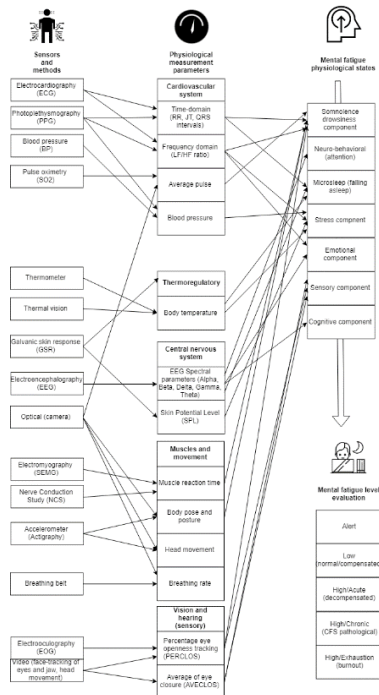 Sensors
and
methods
Electrocardiography
(ECG)
Photoplethysmography
(PPG)
Blood pressure
(BP)
Pulse oximetry
(SO2)
Thermometer
Thermal vision
Galvanic skin response
(GSR)
Electroencephalography
(EEG)
Optical (camera)
Electromyography
(SEMG)
Nerve Conduction
Study (NCS)
Accelerometer
(Actigraphy)
Breathing belt
Electrooculography
(EOG)
Video (face-tracking of
eyes and jaw, head
movement)
Physiological
measurement
parameters
Cardiovascular
system
Time-domain
(RR, JT, QRS
intervals)
Frequency domain
(LF/HF ratio)
Average pulse
Blood pressure
Thermoregulatory
Body temperature
Central nervous
system
EEG Spectral
parameters (Alpha,
Beta, Delta, Gamma,
Theta)
Skin Potential Level
(SPL)
Muscles and
movement
Muscle reaction time
Body pose and
posture
Head movement
Breathing rate
Vision and
hearing
(sensory)
Percentage eye
openness tracking
(PERCLOS)
Average of eye
closure (AVECLOS)
Mental fatigue
physiological states
Somnolence
drowsiness
component
Neuro-behavioral
(attention)
Microsleep (falling
asleep)
Stress component
Emotional
component
Sensory component
Cognitive component
Mental fatigue level
evaluation
Alert
Low
(normal/compensated)
High/Acute
(decompensated)
High/Chronic
(CFS pathological)
High/Exhaustion
(burnout)